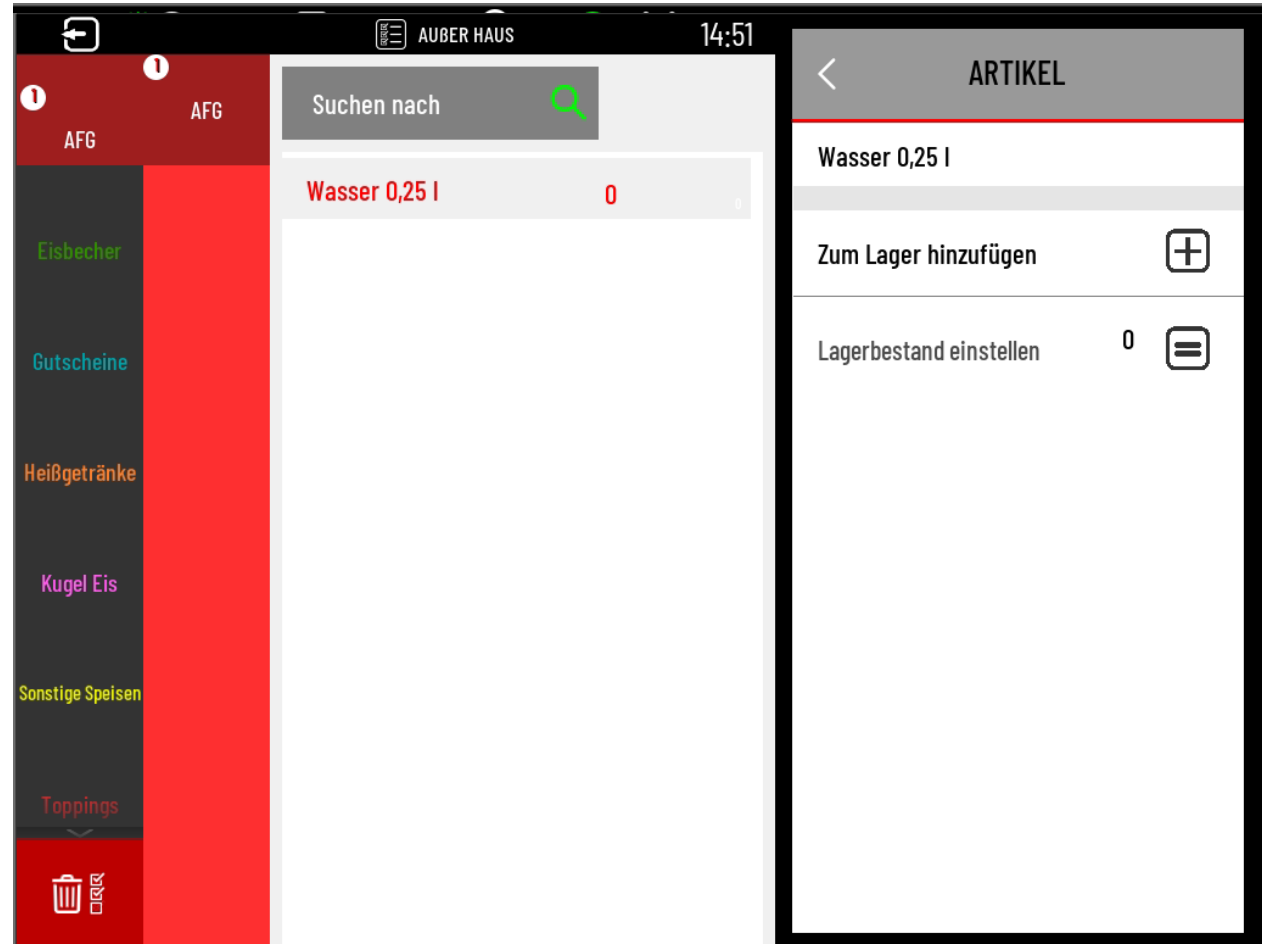 AUßER HAUS
14:51
1
AFG
1
AFG
Eisbecher
Gutscheine
Heißgetränke
Kugel Eis
Sonstige Speisen
Toppings
Suchen nach
Wasser 0,25 l 0 0
ARTIKEL
Wasser 0,25 l
Zum Lager hinzufügen
Lagerbestand einstellen 0